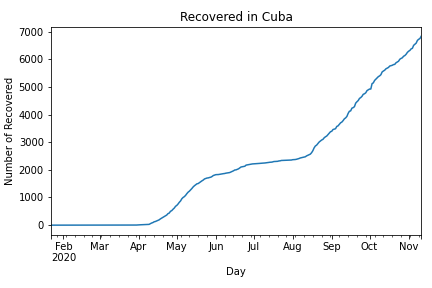 Recovered in Cuba
7000
6000
5000
4000
3000
2000
1000
0
Number of Recovered
Feb Mar Apr May Jun Jul Aug Sep Oct Nov
2020
Day